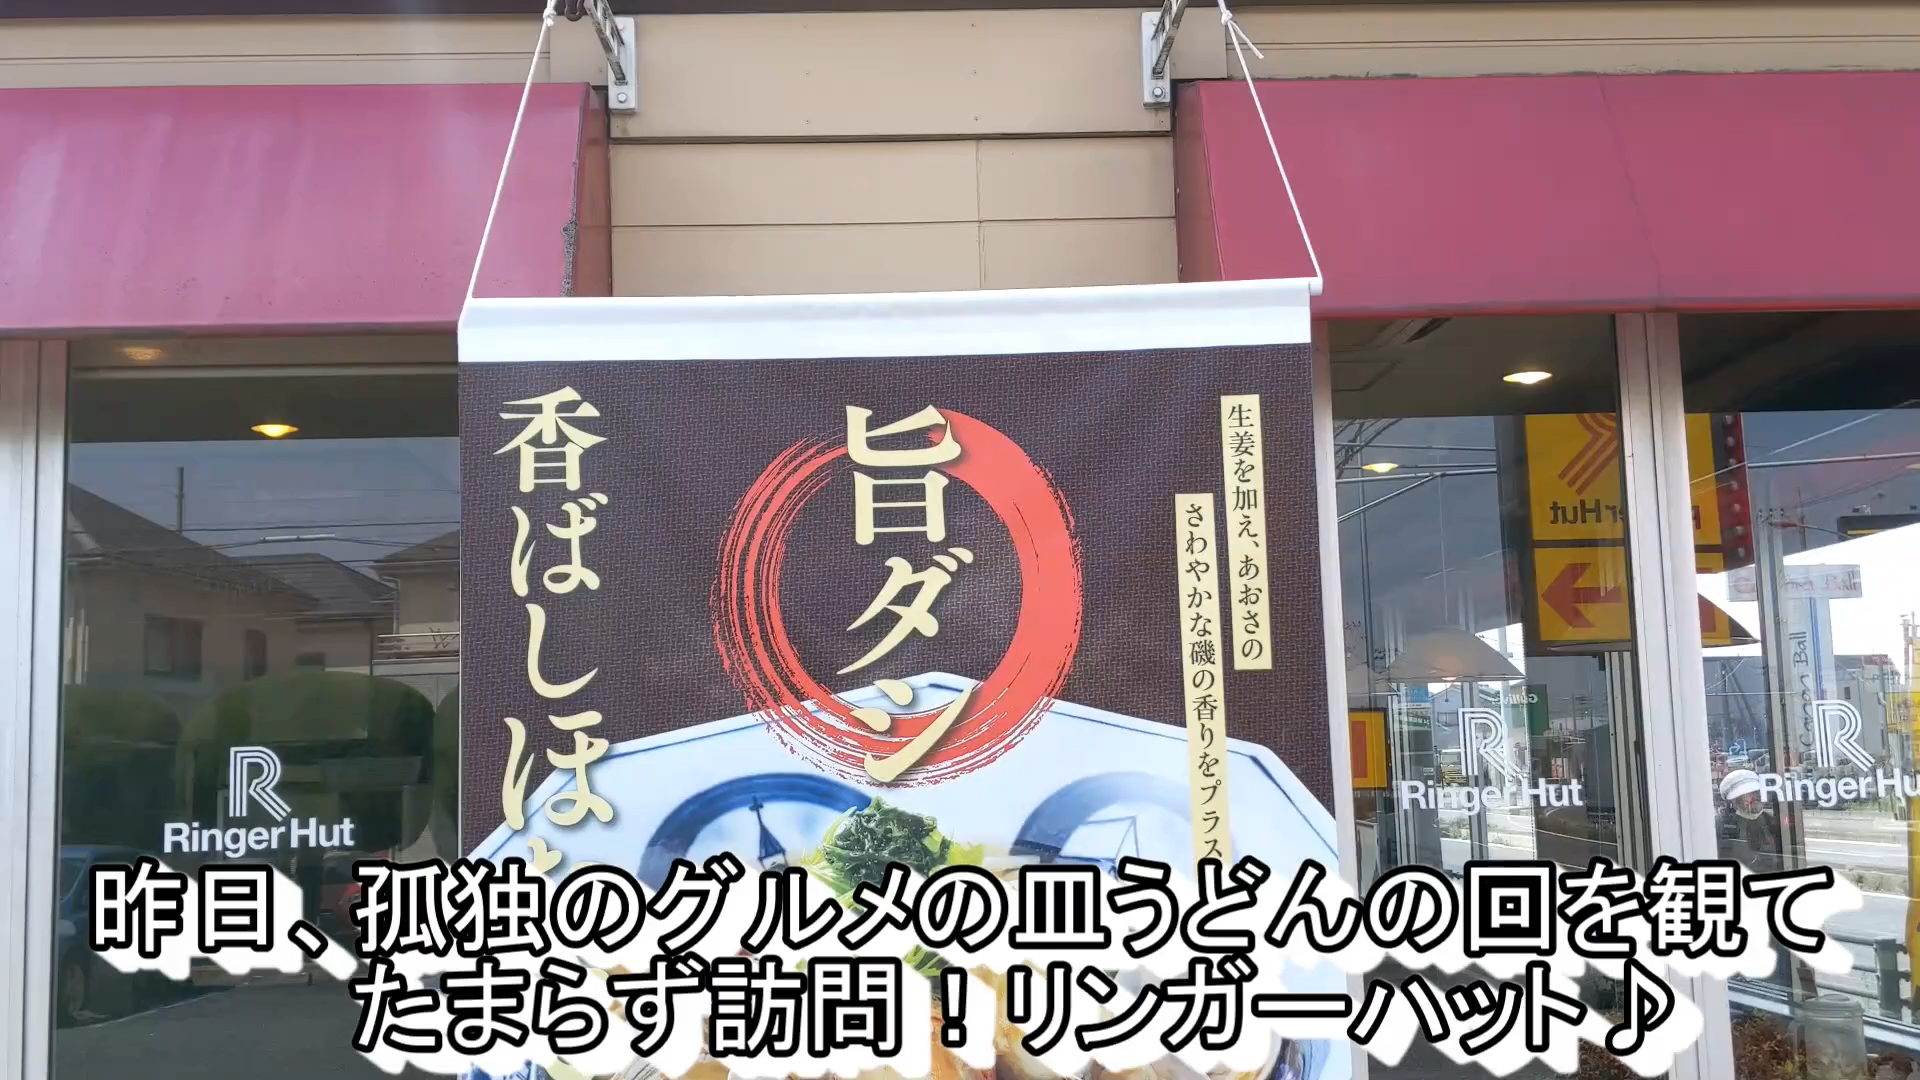 生姜を加え、あおさの
さわやかな磯の香りをプラス
旨ダシ
香ばしほ
Ringer Hut
Ringer Hut
Ringer Hu
昨日、孤独のグルメの皿うどんの回を観て
たまらず訪問！リンガーハット♪